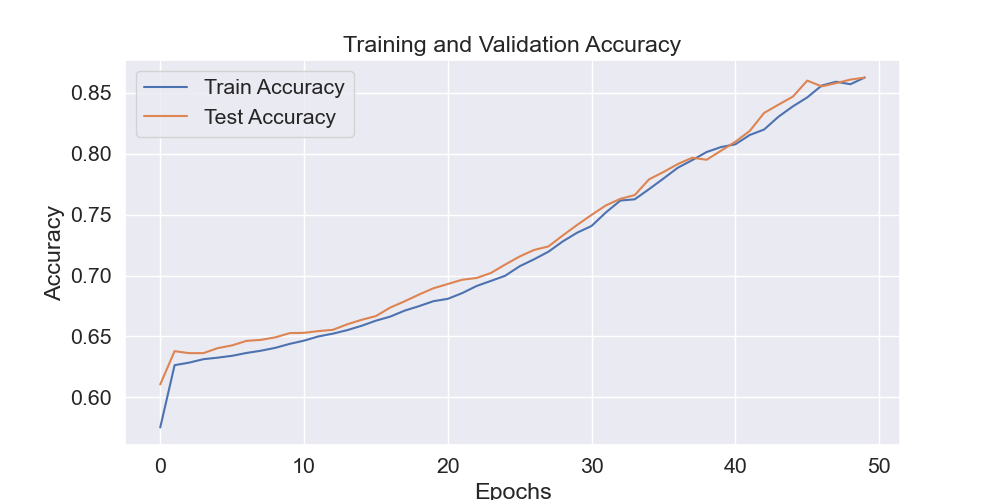 Training and Validation Accuracy
Train Accuracy
Test Accuracy
Accuracy
0.85
0.80
0.75
0.70
0.65
0.60
0 10 20 30 40 50
Epochs